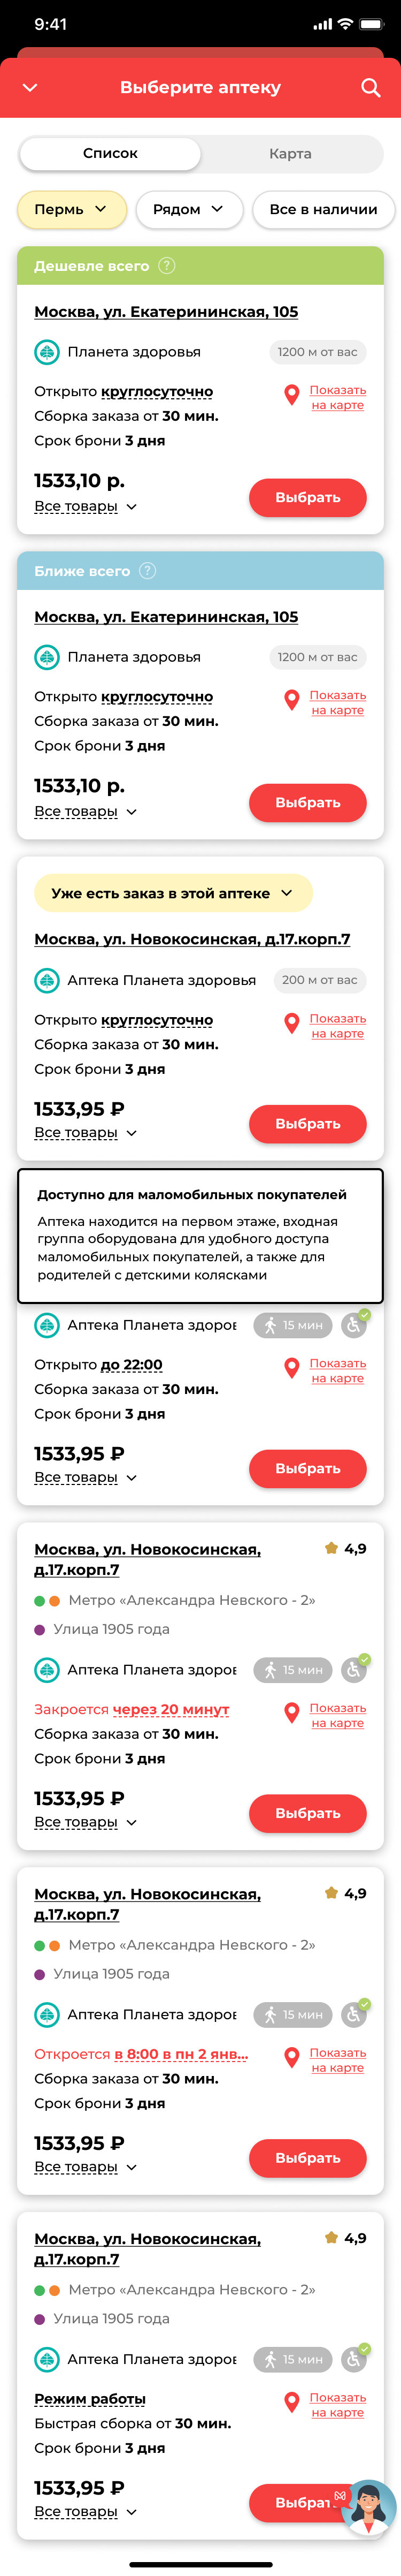 9:41
Выберите аптеку
Список
Карта
Пермь
Рядом
Все в наличии
Дешевле всего ?
Москва, ул. Екатерининская, 105
Планета здоровья
1200 м от вас
Открыто круглосуточно
Показать
на карте
Сборка заказа от 30 мин.
Срок брони 3 дня
1533,10 р.
Все товары
Выбрать
Ближе всего ?
Москва, ул. Екатерининская, 105
Планета здоровья
1200 м от вас
Открыто круглосуточно
Показать
на карте
Сборка заказа от 30 мин.
Срок брони 3 дня
1533,10 р.
Все товары
Выбрать
Уже есть заказ в этой аптеке
Москва, ул. Новокосинская, д.17.корп.7
Аптека Планета здоровья
200 м от вас
Открыто круглосуточно
Показать
на карте
Сборка заказа от 30 мин.
Срок брони 3 дня
1533,95 ₽
Все товары
Выбрать
Доступно для маломобильных покупателей
Аптека находится на первом этаже, входная
группа оборудована для удобного доступа
маломобильных покупателей, а также для
родителей с детскими колясками
Аптека Планета здоров
15 мин
Открыто до 22:00
Показать
на карте
Сборка заказа от 30 мин.
Срок брони 3 дня
1533,95 ₽
Все товары
Выбрать
Москва, ул. Новокосинская,
д.17.корп.7
4,9
Метро «Александра Невского - 2»
Улица 1905 года
Аптека Планета здоров
15 мин
Закроется через 20 минут
Показать
на карте
Сборка заказа от 30 мин.
Срок брони 3 дня
1533,95 ₽
Все товары
Выбрать
Москва, ул. Новокосинская,
д.17.корп.7
4,9
Метро «Александра Невского - 2»
Улица 1905 года
Аптека Планета здоров
15 мин
Откроется в 8:00 в пн 2 янв...
Показать
на карте
Сборка заказа от 30 мин.
Срок брони 3 дня
1533,95 ₽
Все товары
Выбрать
Москва, ул. Новокосинская,
д.17.корп.7
4,9
Метро «Александра Невского - 2»
Улица 1905 года
Аптека Планета здоров
15 мин
Режим работы
Показать
на карте
Быстрая сборка от 30 мин.
Срок брони 3 дня
1533,95 ₽
Все товары
Выбрат